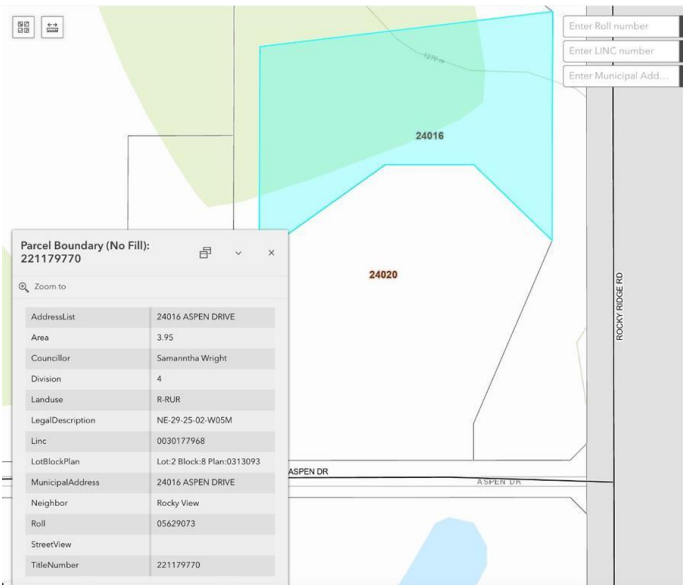 Enter Roll number
Enter LINC number
Enter Municipal Add...
1270 m
24016
24020
ROCKY RIDGE RD
ASPEN DR
ASPEN DR
Parcel Boundary (No Fill):
221179770
Zoom to
AddressList 24016 ASPEN DRIVE
Area 3.95
Councillor Samanntha Wright
Division 4
Landuse R-RUR
LegalDescription NE-29-25-02-W05M
Linc 0030177968
LotBlockPlan Lot:2 Block:8 Plan:0313093
MunicipalAddress 24016 ASPEN DRIVE
Neighbor Rocky View
Roll 05629073
StreetView
TitleNumber 221179770